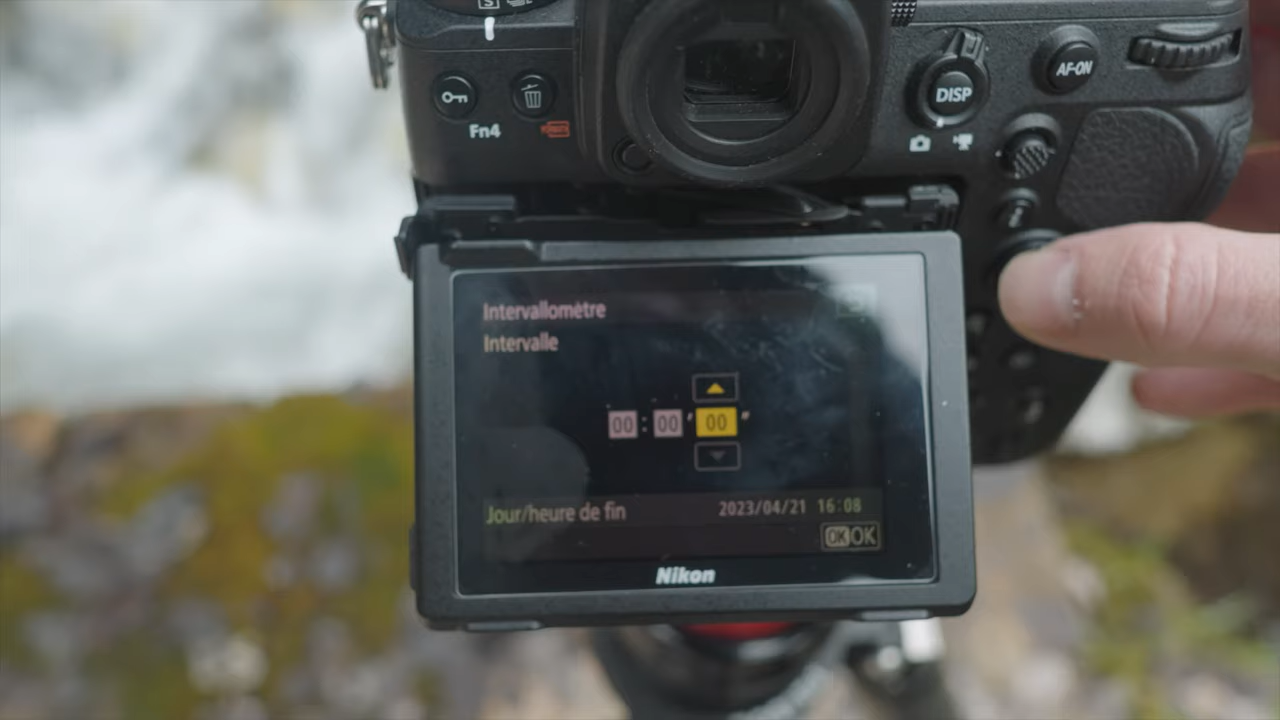 S
Fn4
DISP
AF-ON
i
Intervallomètre
Intervalle
00:00'00"
Jour/heure de fin 2023/04/21 16:08
OK OK
Nikon